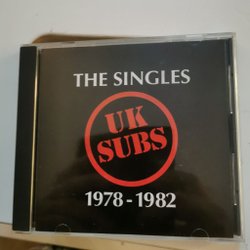 THE SINGLES
UK
SUBS
1978 - 1982